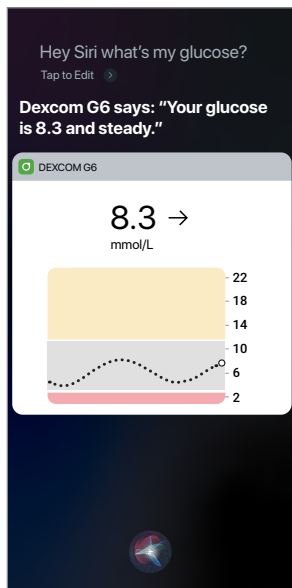 Hey Siri what's my glucose?
Tap to Edit
Dexcom G6 says: “Your glucose
is 8.3 and steady.”
DEXCOM G6
8.3
mmol/L
22
18
14
10
6
2